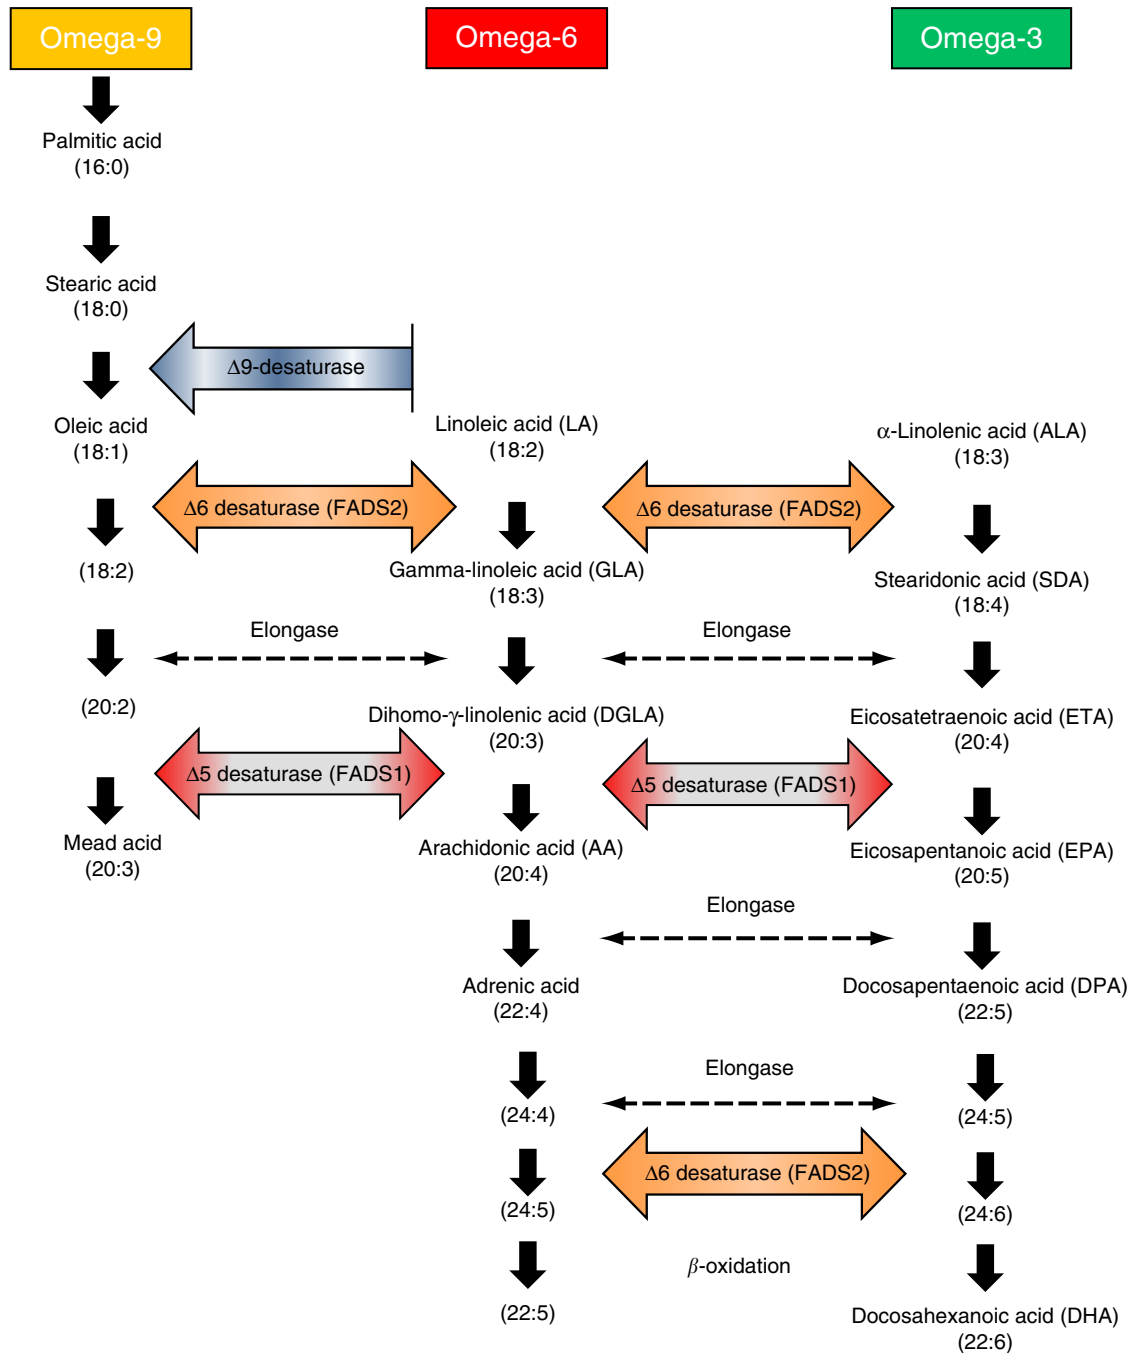 Omega-9
Omega-6
Omega-3
Palmitic acid
(16:0)
Stearic acid
(18:0)
Δ9-desaturase
Oleic acid
(18:1)
Linoleic acid (LA)
(18:2)
α-Linolenic acid (ALA)
(18:3)
Δ6 desaturase (FADS2)
Δ6 desaturase (FADS2)
(18:2)
Gamma-linoleic acid (GLA)
(18:3)
Stearidonic acid (SDA)
(18:4)
Elongase
Elongase
(20:2)
Dihomo-γ-linolenic acid (DGLA)
(20:3)
Eicosatetraenoic acid (ETA)
(20:4)
Δ5 desaturase (FADS1)
Δ5 desaturase (FADS1)
Mead acid
(20:3)
Arachidonic acid (AA)
(20:4)
Eicosapentanoic acid (EPA)
(20:5)
Elongase
Adrenic acid
(22:4)
Docosapentaenoic acid (DPA)
(22:5)
Elongase
(24:4)
(24:5)
Δ6 desaturase (FADS2)
(24:5)
(24:6)
β-oxidation
(22:5)
Docosahexanoic acid (DHA)
(22:6)